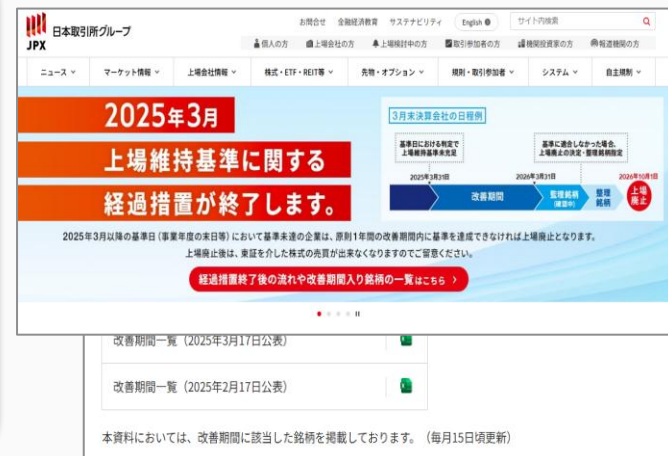 JPX 日本取引所グループ
お問合せ 金融経済教育 サステナビリティ English サイト内検索
個人の方 上場会社の方 上場検討中の方 取引参加者の方 機関投資家の方 報道機関の方
ニュース マーケット情報 上場会社情報 株式・ETF・REIT等 先物・オプション 規則・取引参加者 システム 自主規制
2025年3月
上場維持基準に関する
経過措置が終了します。
3月末決算会社の日程例
基準日における判定で
上場維持基準未充足
基準に適合しなかった場合、
上場廃止の決定・整理銘柄指定
2025年3月31日 2026年3月31日 2026年10月1日
改善期間 監理銘柄
(確認中) 整理
銘柄 上場
廃止
2025年3月以降の基準日(事業年度の末日等)において基準未達の企業は、原則1年間の改善期間内に基準を達成できなければ上場廃止となります。
上場廃止後は、東証を介した株式の売買が出来なくなりますのでご留意ください。
経過措置終了後の流れや改善期間入り銘柄の一覧はこちら
改善期間一覧(2025年3月17日公表)
改善期間一覧(2025年2月17日公表)
本資料においては、改善期間に該当した銘柄を掲載しております。(毎月15日頃更新)